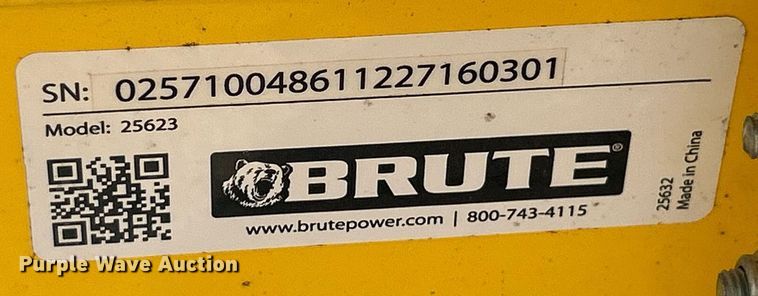 SN: 025710048611227160301
Model: 25623
BRUTE®
www.brutepower.com | 800-743-4115
25632
Made in China
Purple Wave Auction